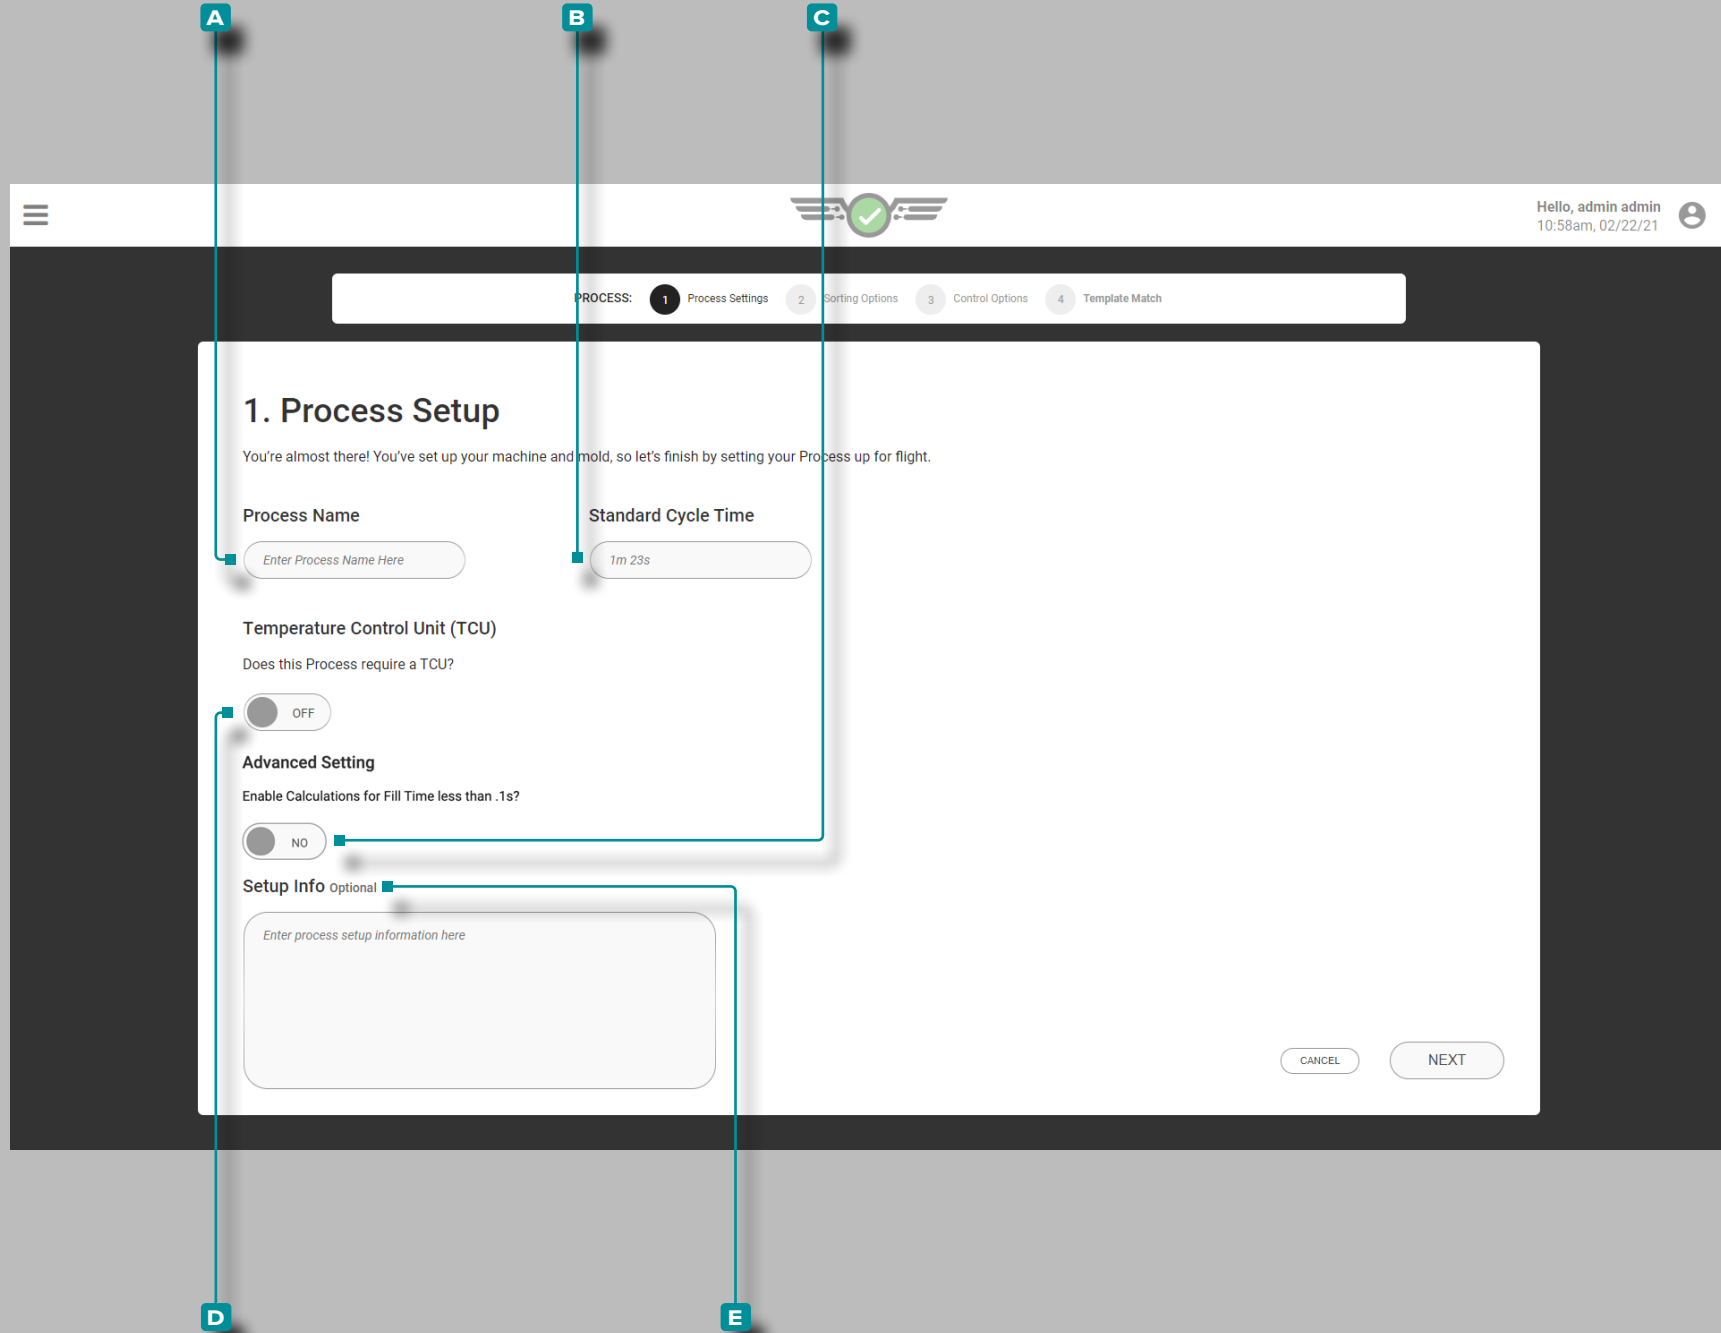 A B C
Hello, admin admin
10:58am, 02/22/21
PROCESS: 1 Process Settings 2 Sorting Options 3 Control Options 4 Template Match
1. Process Setup
You're almost there! You've set up your machine and mold, so let's finish by setting your Process up for flight.
Process Name Standard Cycle Time
Enter Process Name Here 1m 23s
Temperature Control Unit (TCU)
Does this Process require a TCU?
OFF
Advanced Setting
Enable Calculations for Fill Time less than .1s?
NO
Setup Info Optional
Enter process setup information here
CANCEL NEXT
D E